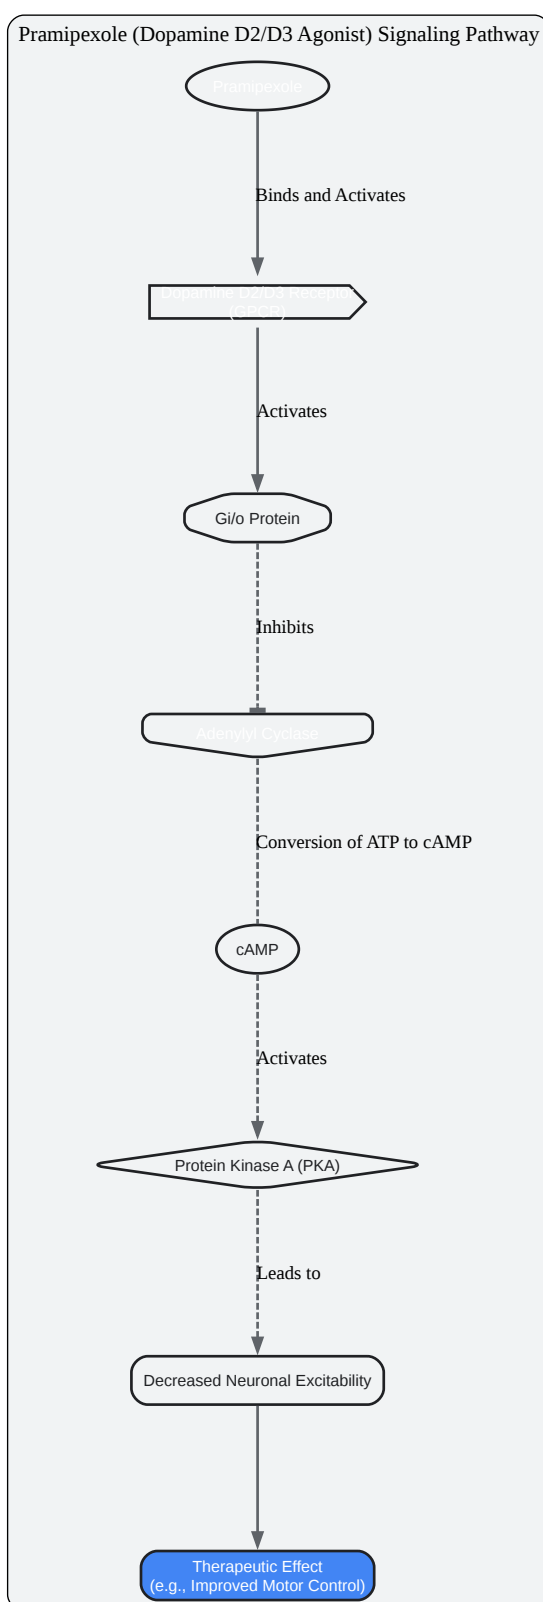 Pramipexole (Dopamine D2/D3 Agonist) Signaling Pathway
Pramipexole
Binds and Activates
Dopamine D2/D3 Receptor
(GPCR)
Activates
Gi/o Protein
Inhibits
Adenylyl Cyclase
Conversion of ATP to cAMP
cAMP
Activates
Protein Kinase A (PKA)
Leads to
Decreased Neuronal Excitability
Therapeutic Effect
(e.g., Improved Motor Control)